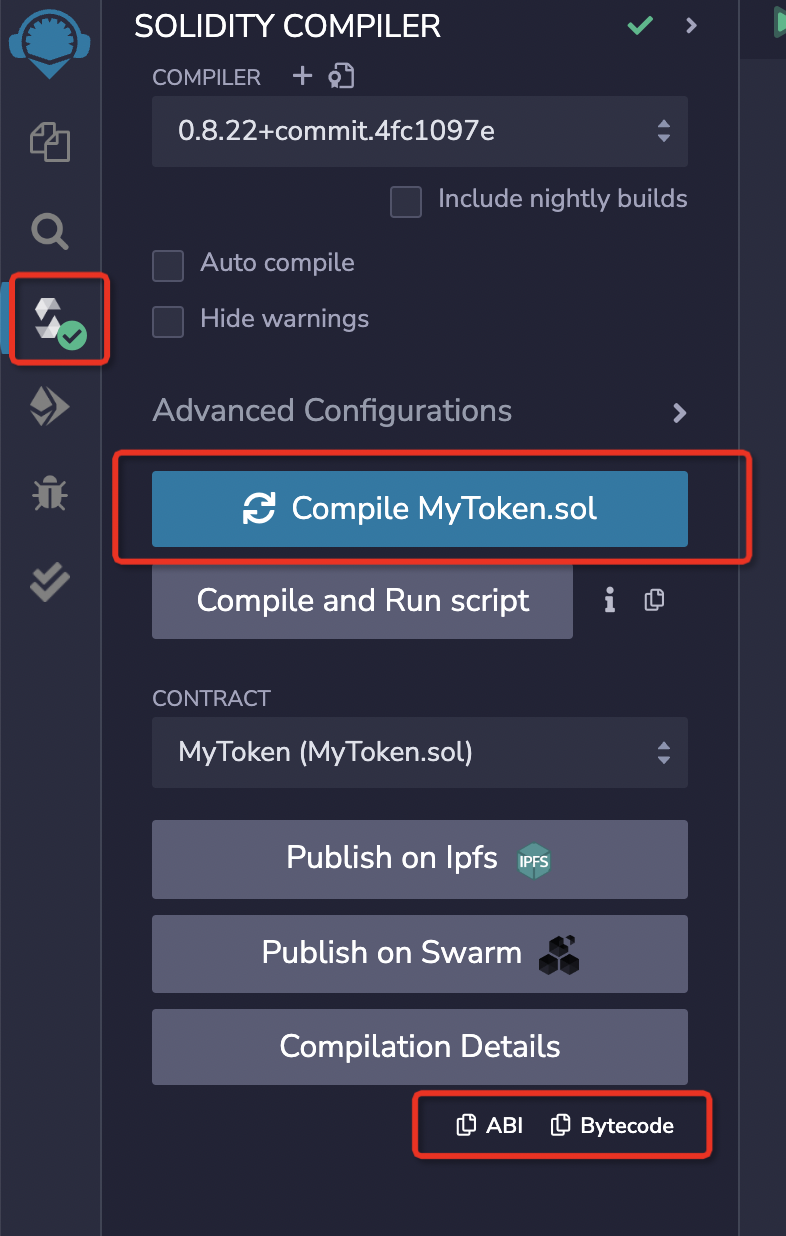 SOLIDITY COMPILER
COMPILER
0.8.22+commit.4fc1097e
Include nightly builds
Auto compile
Hide warnings
Advanced Configurations
Compile MyToken.sol
Compile and Run script
CONTRACT
MyToken (MyToken.sol)
Publish on Ipfs IPFS
Publish on Swarm
Compilation Details
ABI Bytecode